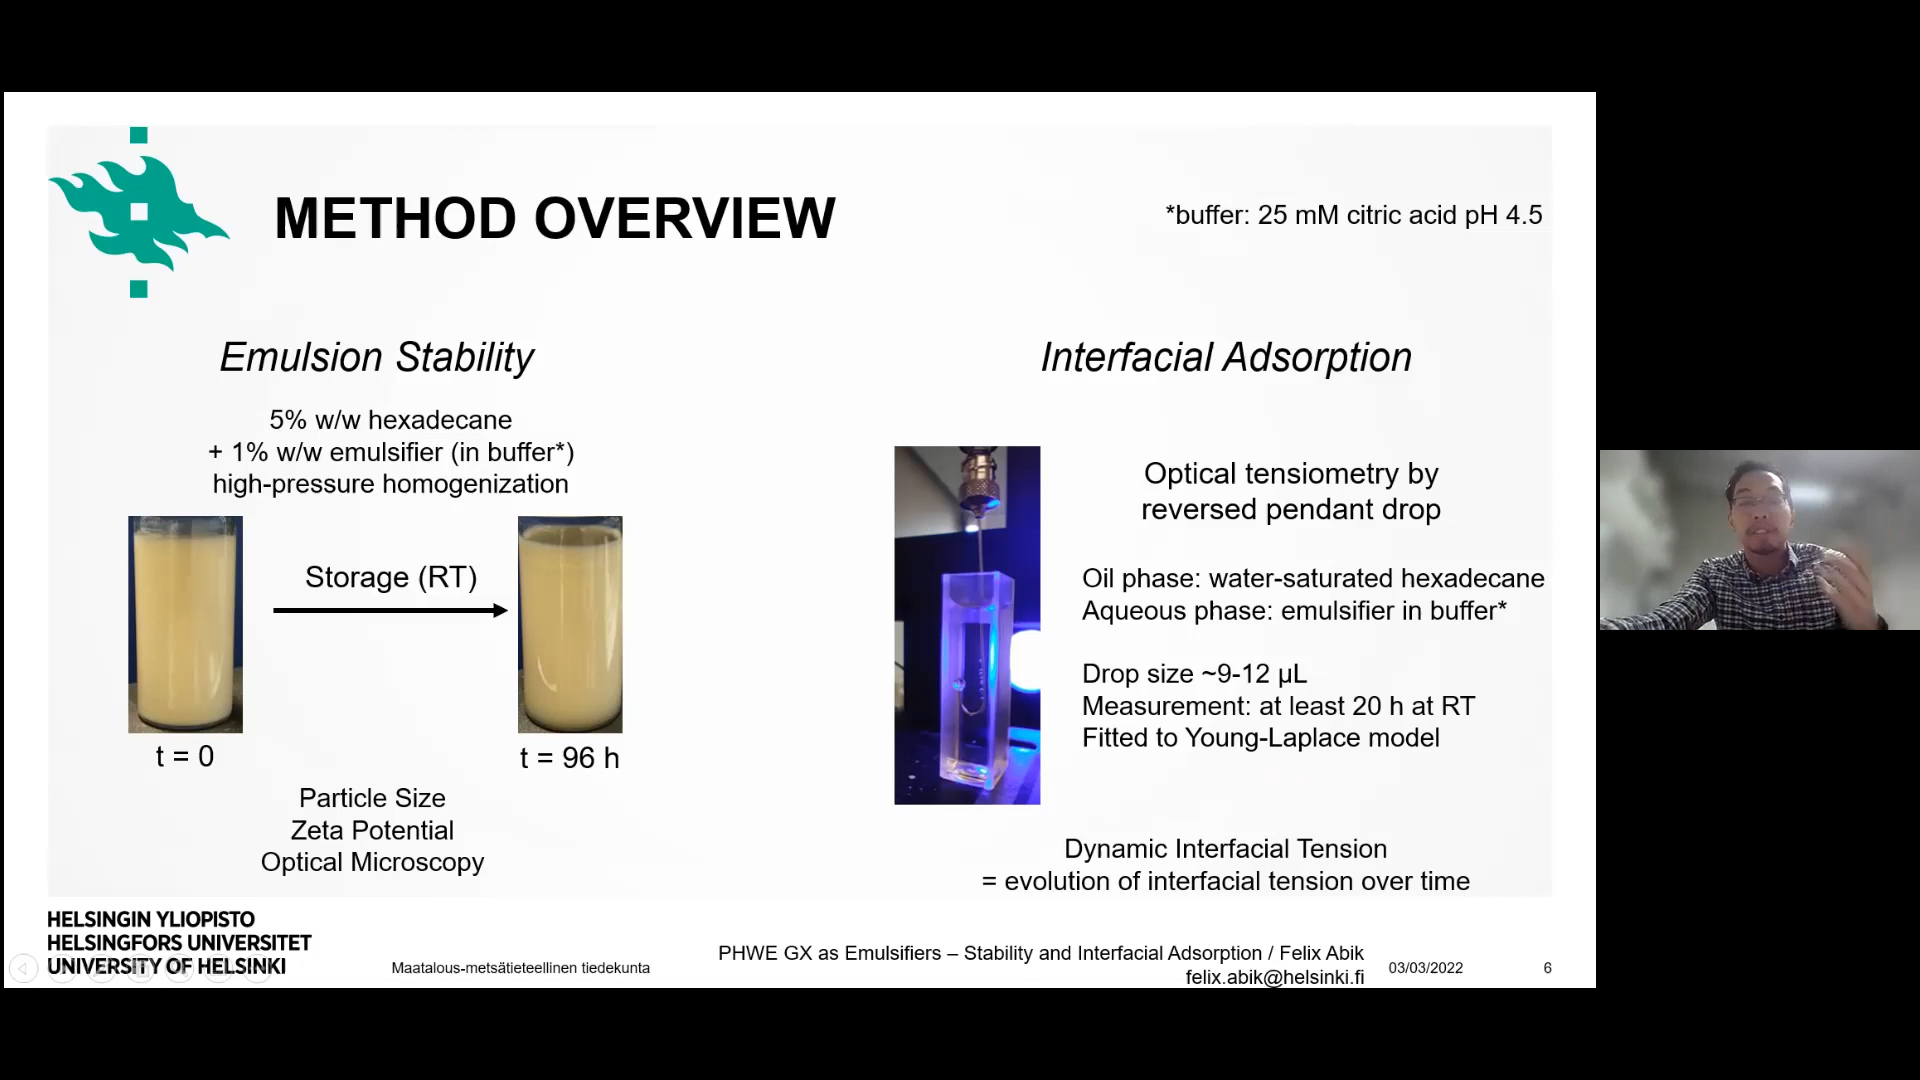 METHOD OVERVIEW
*buffer: 25 mM citric acid pH 4.5
Emulsion Stability
5% w/w hexadecane
+ 1% w/w emulsifier (in buffer*)
high-pressure homogenization
Storage (RT)
t = 0
t = 96 h
Particle Size
Zeta Potential
Optical Microscopy
Interfacial Adsorption
Optical tensiometry by
reversed pendant drop
Oil phase: water-saturated hexadecane
Aqueous phase: emulsifier in buffer*
Drop size ~9-12 µL
Measurement: at least 20 h at RT
Fitted to Young-Laplace model
Dynamic Interfacial Tension
= evolution of interfacial tension over time
HELSINGIN YLIOPISTO
HELSINGFORS UNIVERSITET
UNIVERSITY OF HELSINKI
Maatalous-metsätieteellinen tiedekunta
PHWE GX as Emulsifiers – Stability and Interfacial Adsorption / Felix Abik
felix.abik@helsinki.fi
03/03/2022
6